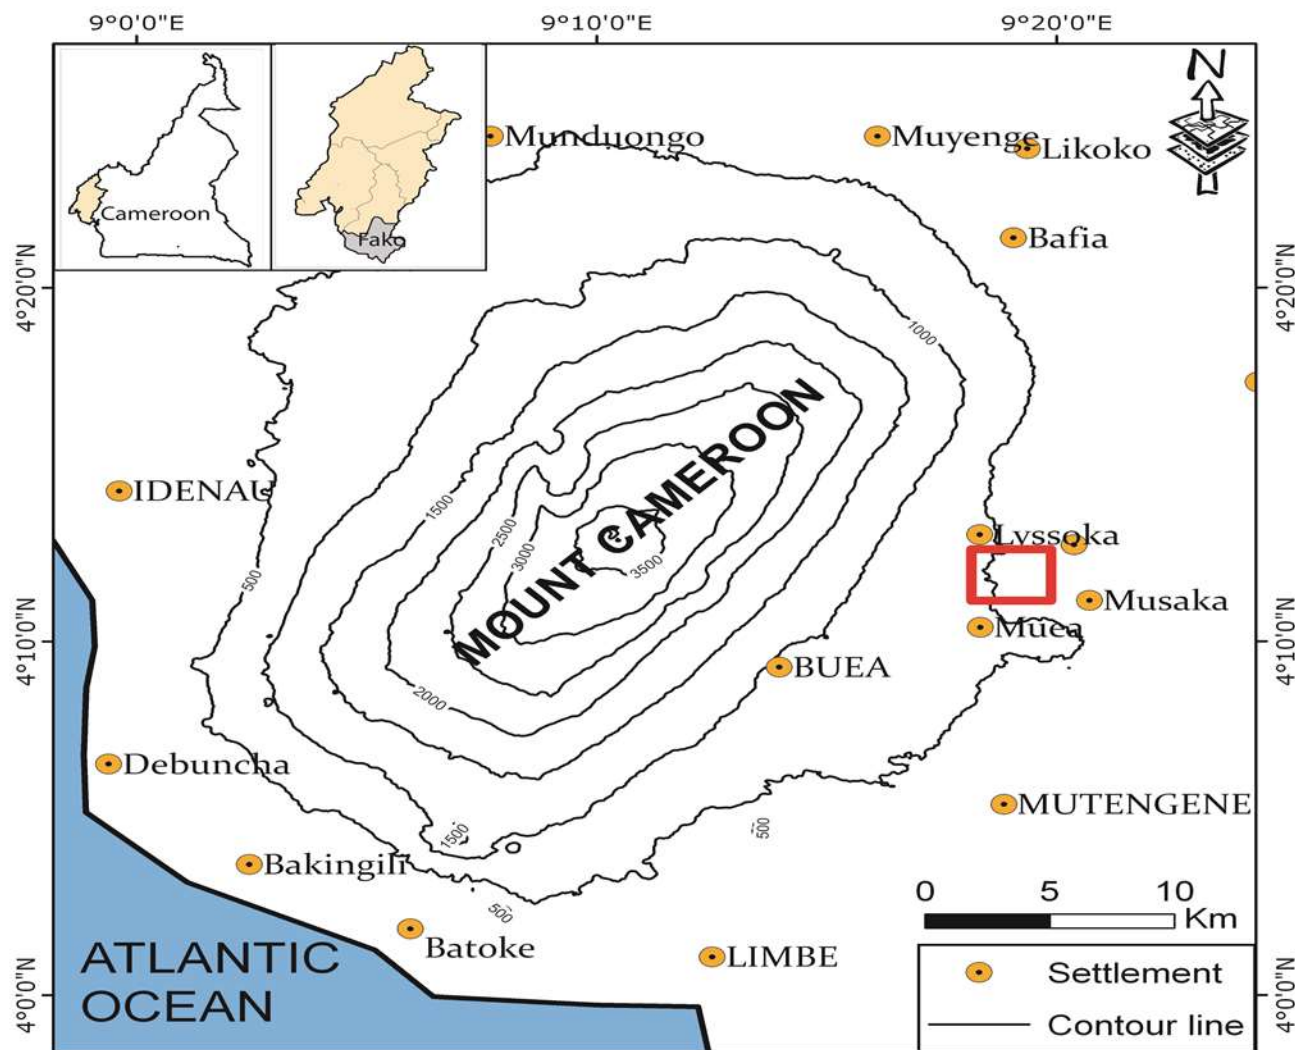 9°0'0"E
9°10'0"E
9°20'0"E
N
Cameroon
Fako
Munduongo
Muyenge
Likoko
Bafia
4°20'0"N
4°20'0"N
1000
MOUNT CAMEROON
IDENAU
1500
2500
3000
3500
500
Lyssoka
Musaka
Muea
4°10'0"N
4°10'0"N
BUEA
2000
Debuncha
MUTENGENE
1500
500
Bakingili
500
0 5 10
Km
Batoke
LIMBE
ATLANTIC
OCEAN
Settlement
Contour line
4°0'0"N
4°0'0"N